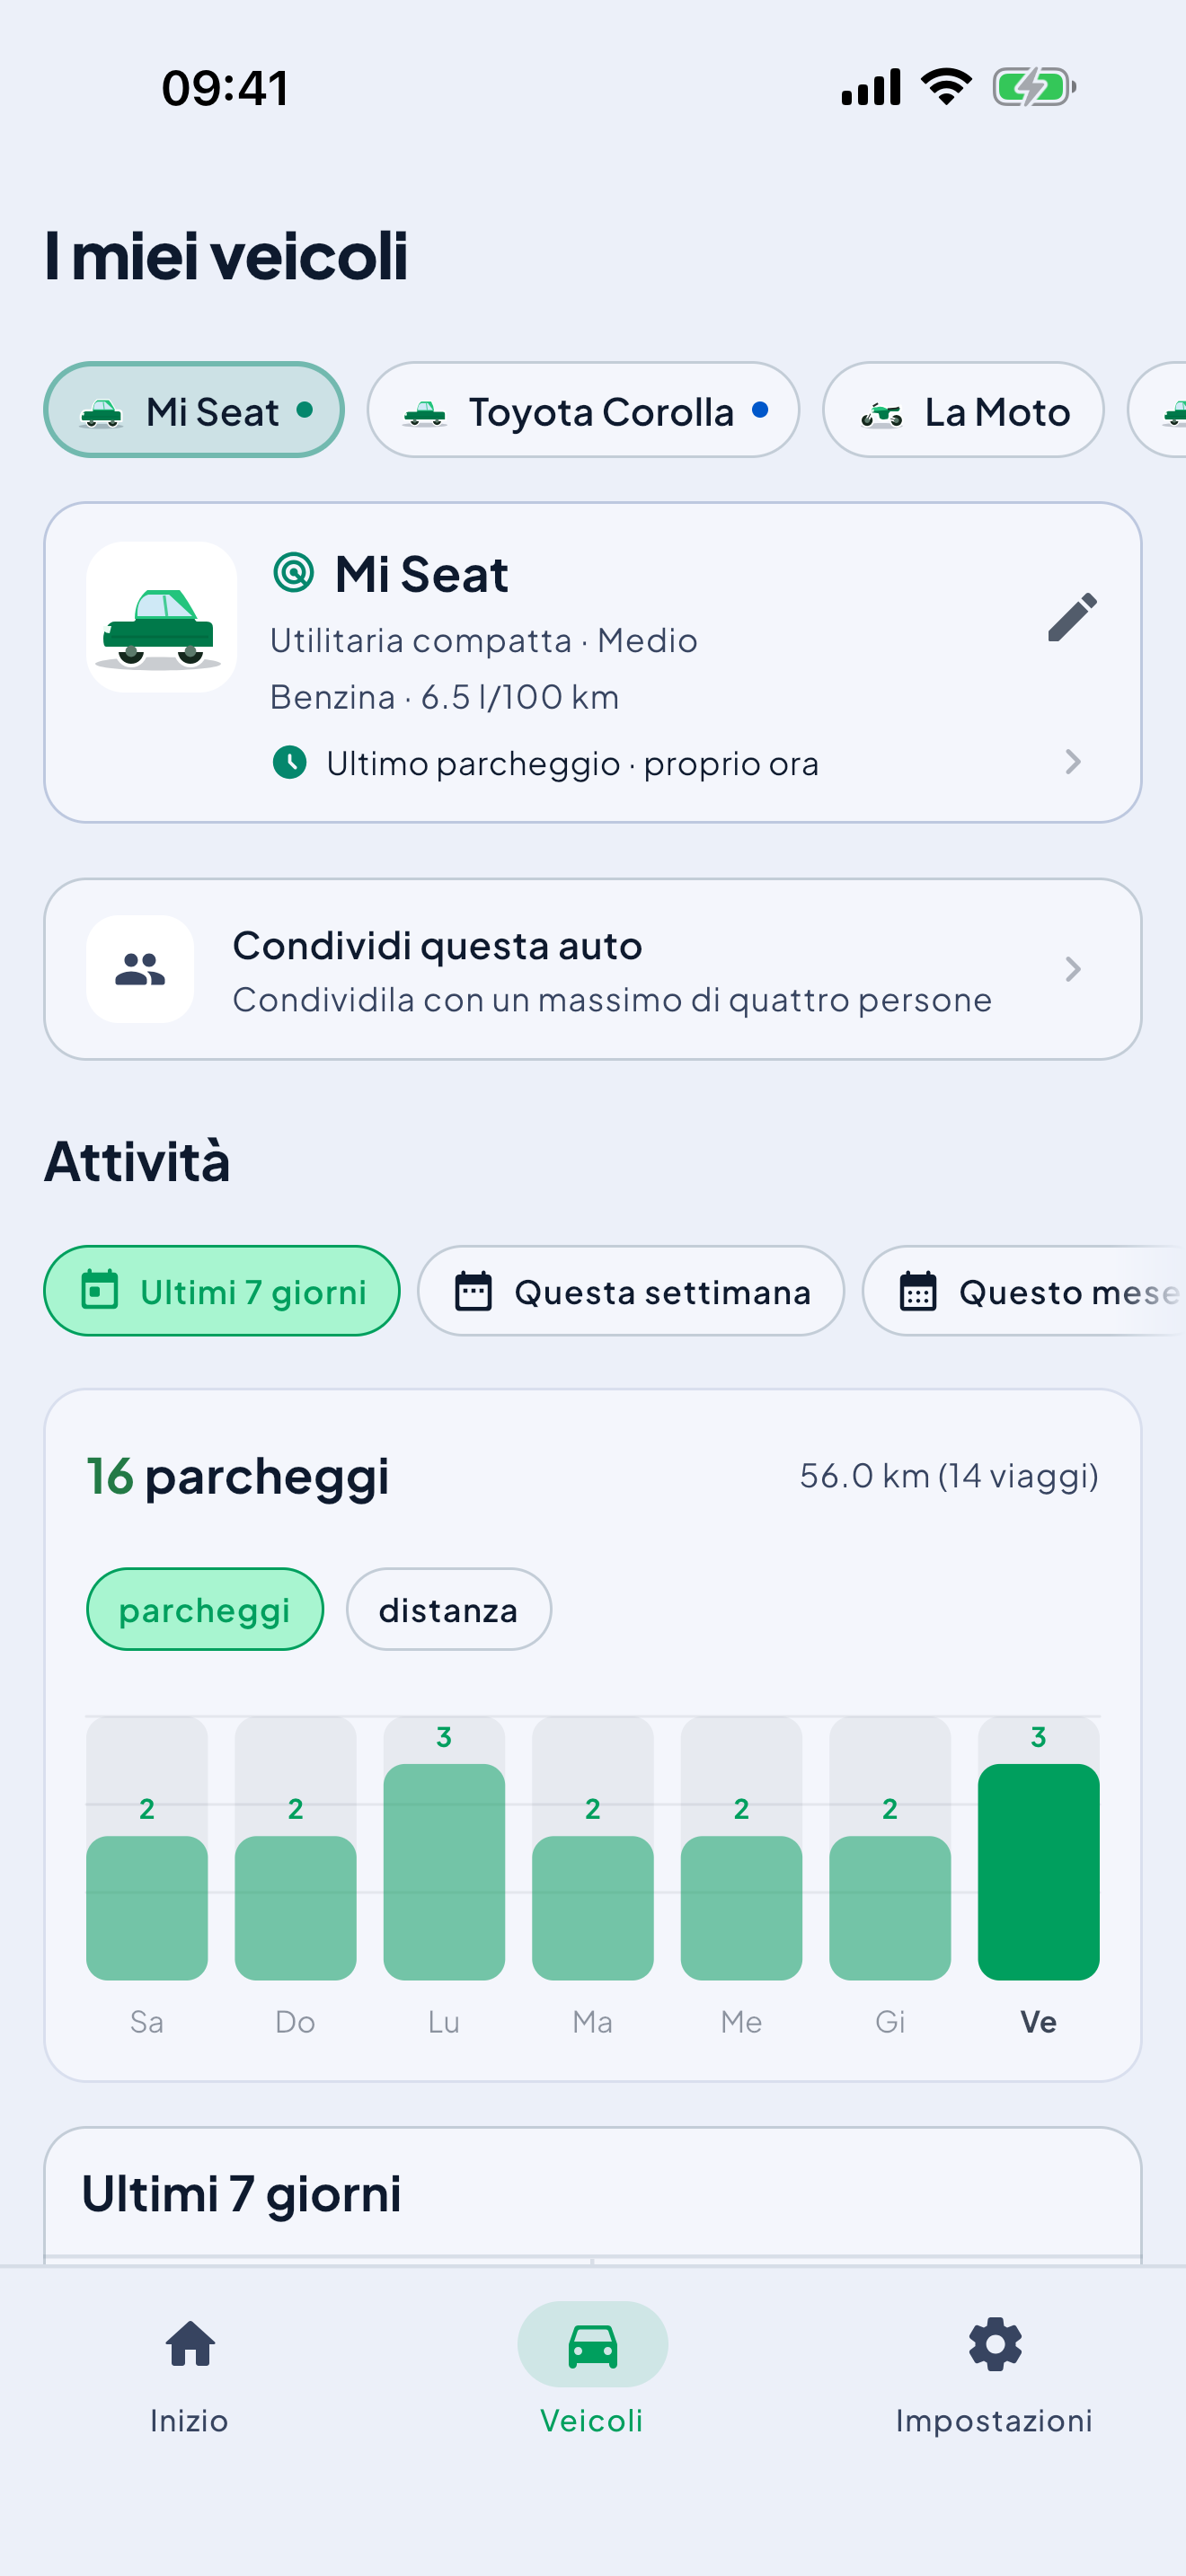 09:41
I miei veicoli
Mi Seat
Toyota Corolla
La Moto
Mi Seat
Utilitaria compatta · Medio
Benzina · 6.5 l/100 km
Ultimo parcheggio · proprio ora
Condividi questa auto
Condividila con un massimo di quattro persone
Attività
Ultimi 7 giorni
Questa settimana
Questo mese
16 parcheggi
56.0 km (14 viaggi)
parcheggi
distanza
2 2 3 2 2 2 3
Sa Do Lu Ma Me Gi Ve
Ultimi 7 giorni
Inizio
Veicoli
Impostazioni